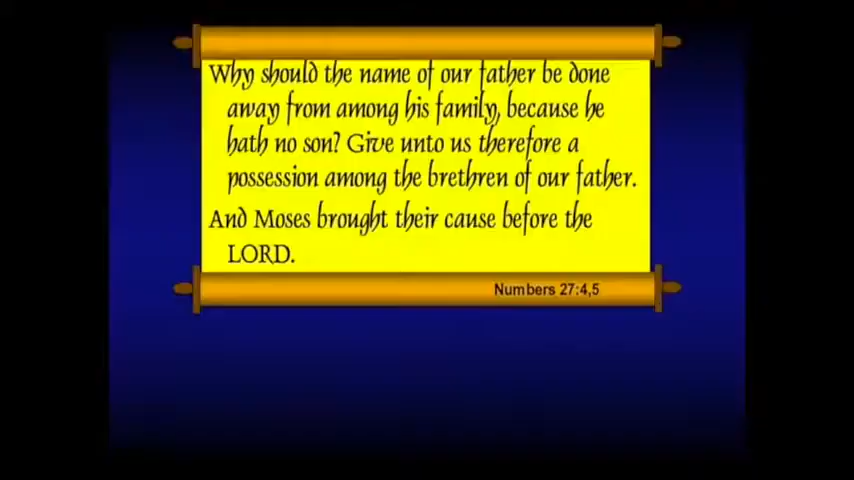 Why should the name of our father be done
away from among his family, because he
hath no son? Give unto us therefore a
possession among the brethren of our father.
And Moses brought their cause before the
LORD.
Numbers 27:4,5